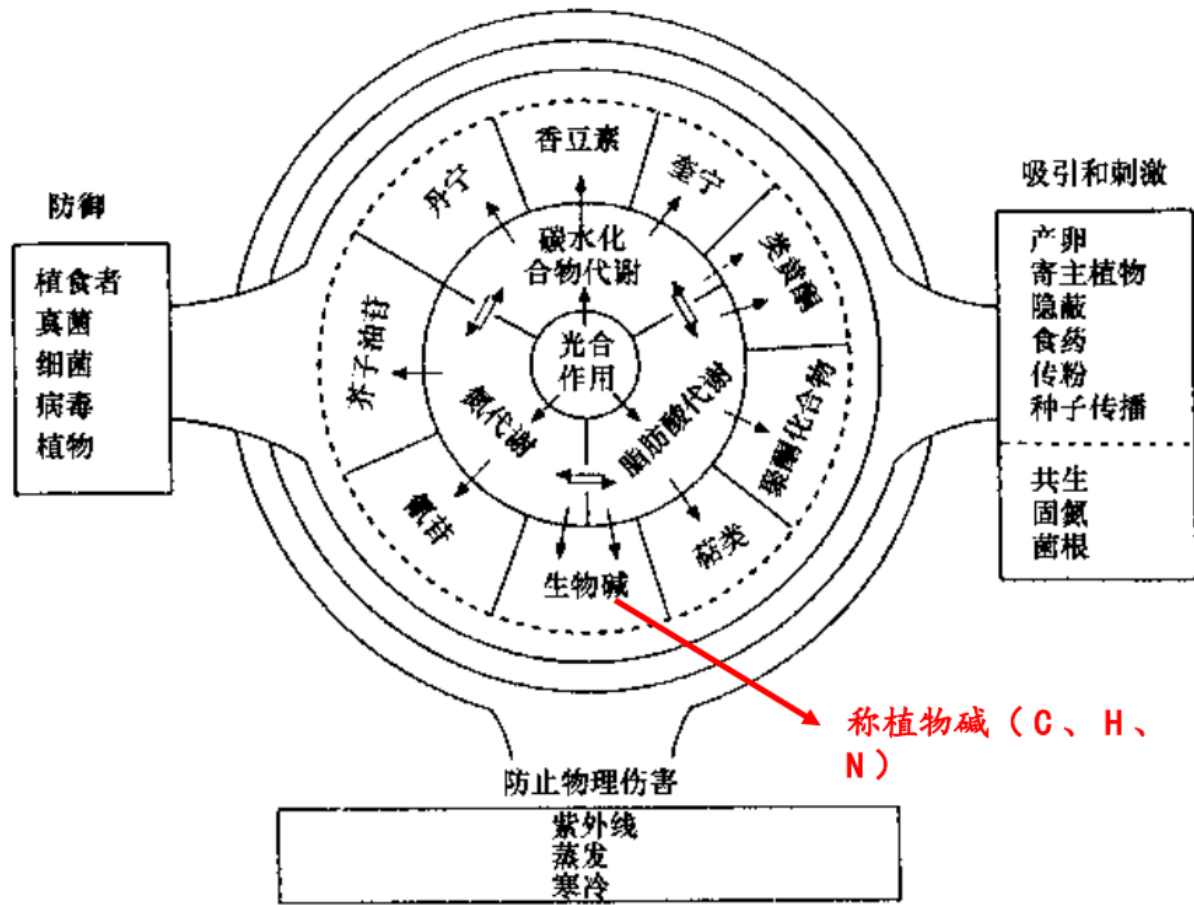 香豆素
丹宁
奎宁
类黄酮
聚酮化合物
萜类
生物碱
氰苷
芥子油苷
碳水化
合物代谢
光合
作用
氮代谢
脂肪酸代谢
防御
植食者
真菌
细菌
病毒
植物
吸引和刺激
产卵
寄主植物
隐蔽
食药
传粉
种子传播
共生
固氮
菌根
称植物碱（C、H、
N）
防止物理伤害
紫外线
蒸发
寒冷